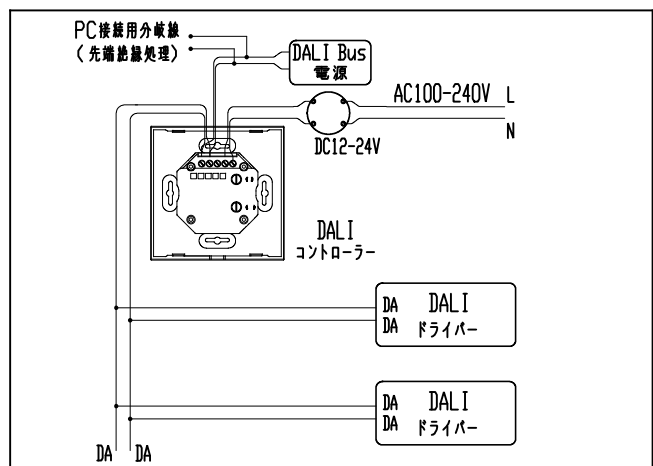 PC接続用分岐線
(先端絶縁処理)
DALI Bus
電源
AC100-240V L
N
DC12-24V
DALI
コントローラー
DA DALI
DA ドライバー
DA DALI
DA ドライバー
DA DA